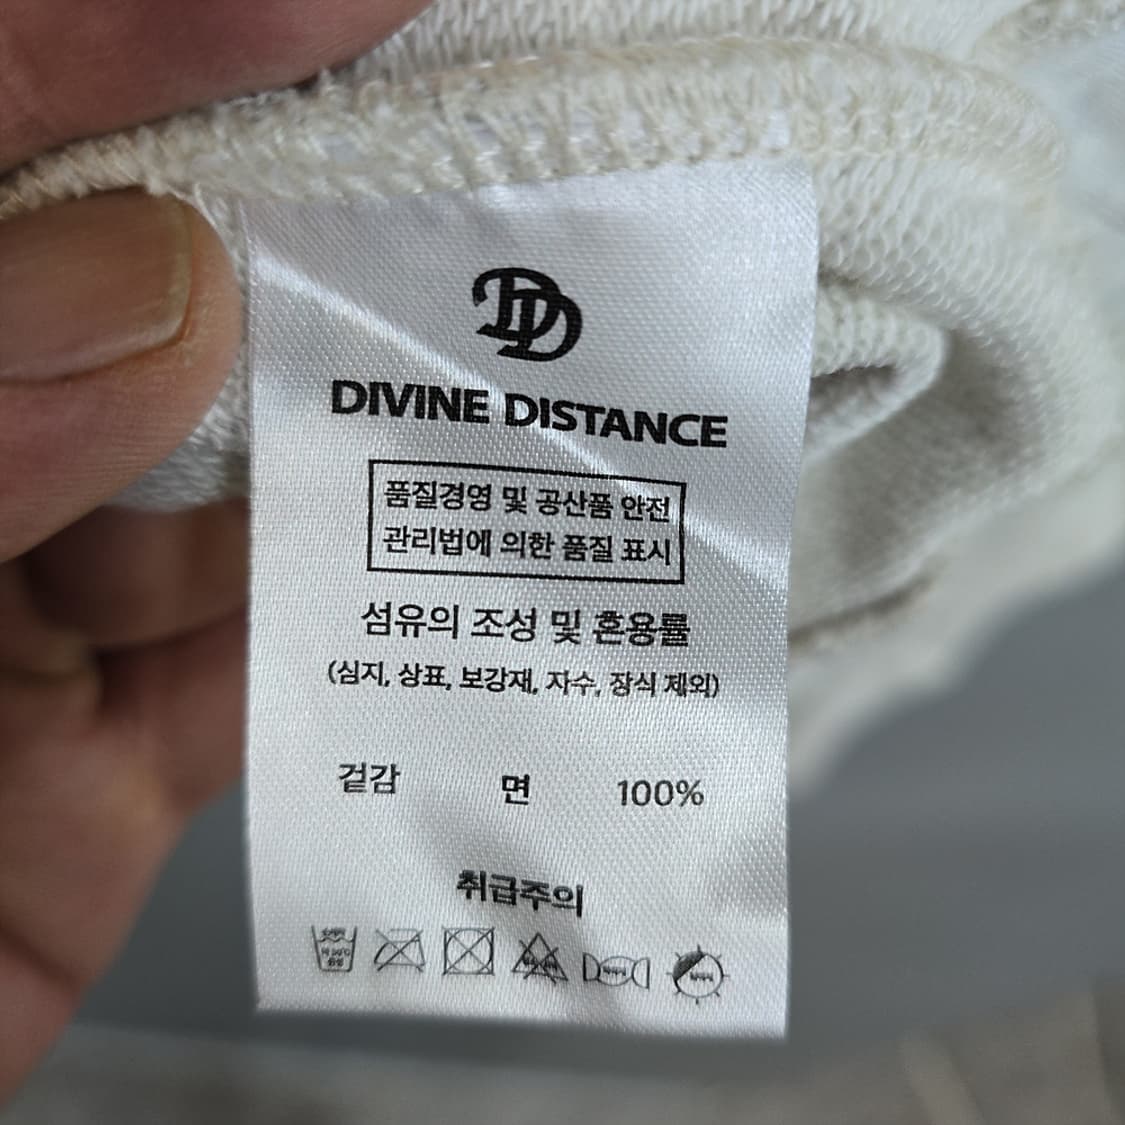 DD
DIVINE DISTANCE
품질경영 및 공산품 안전
관리법에 의한 품질 표시
섬유의 조성 및 혼용률
(심지, 상표, 보강재, 자수, 장식 제외)
겉감 면 100%
취급주의